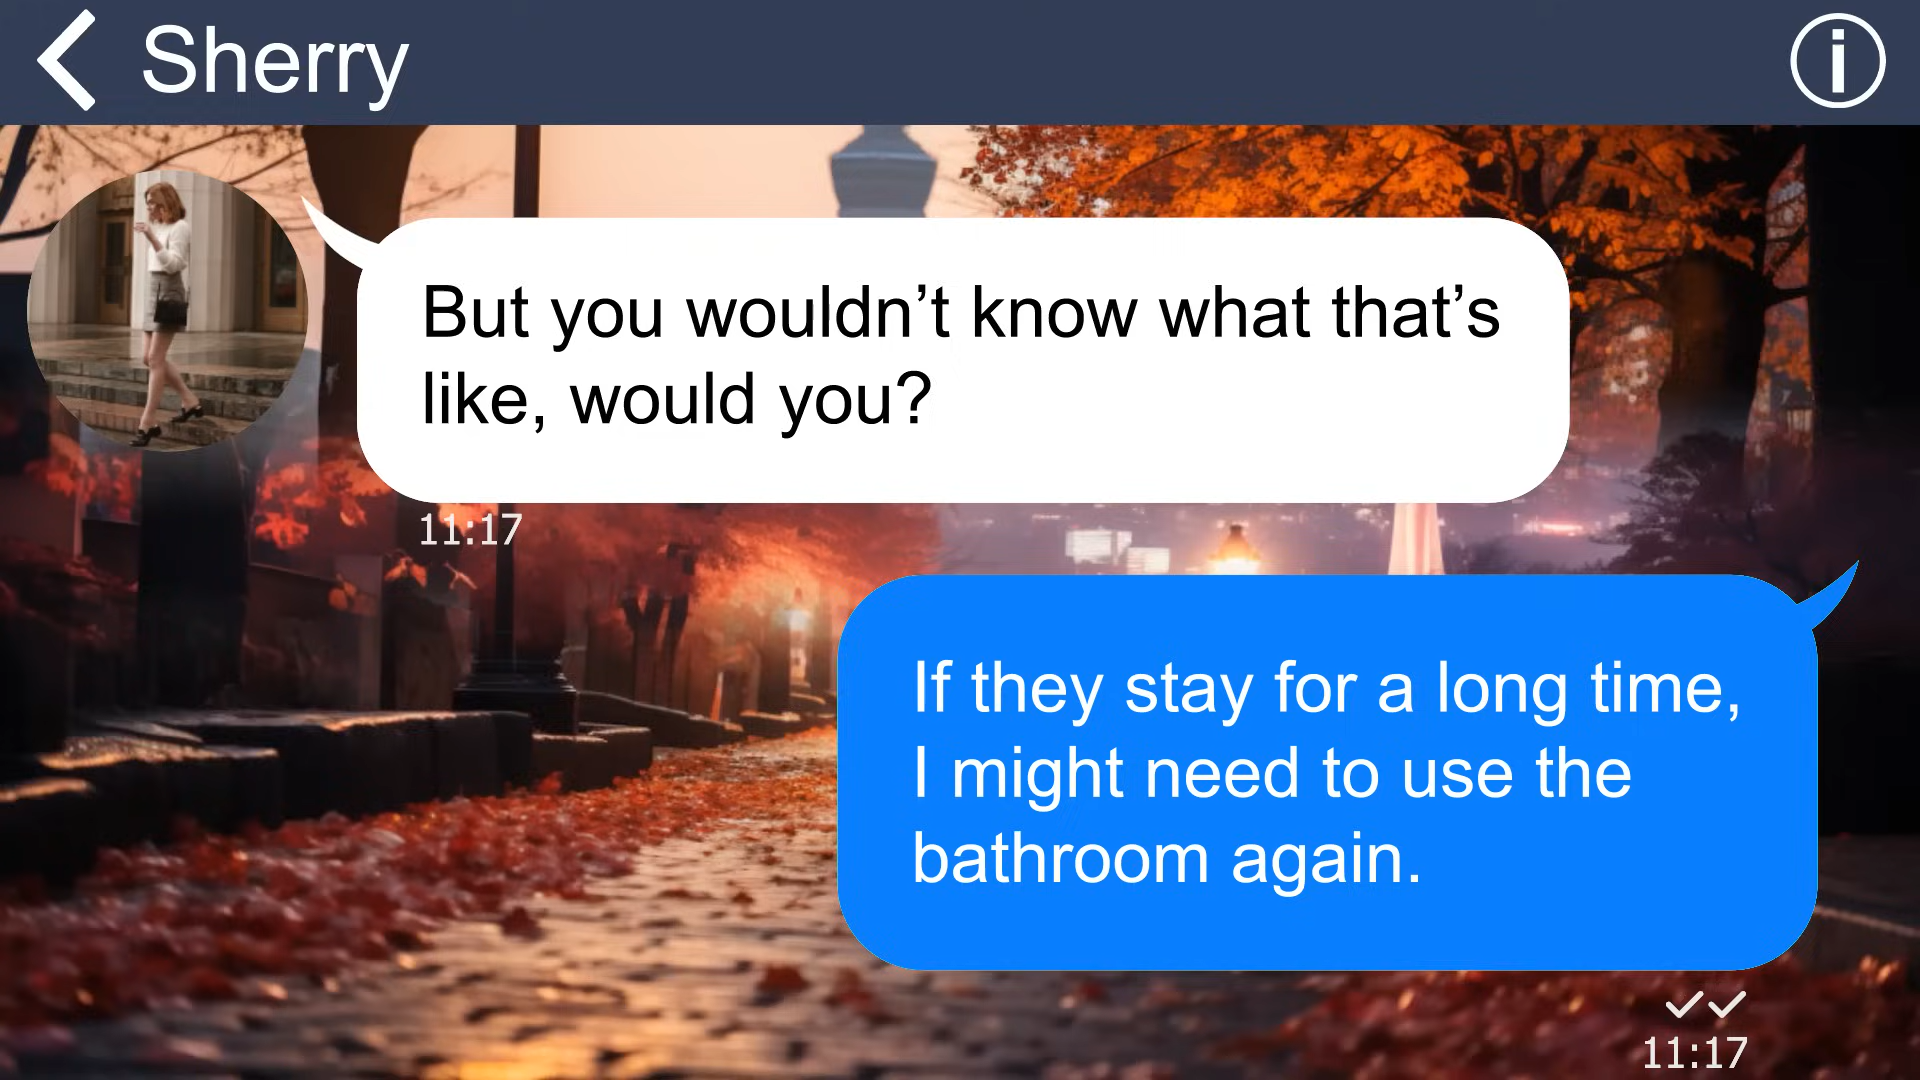 Sherry
But you wouldn’t know what that’s
like, would you?
11:17
If they stay for a long time,
I might need to use the
bathroom again.
11:17